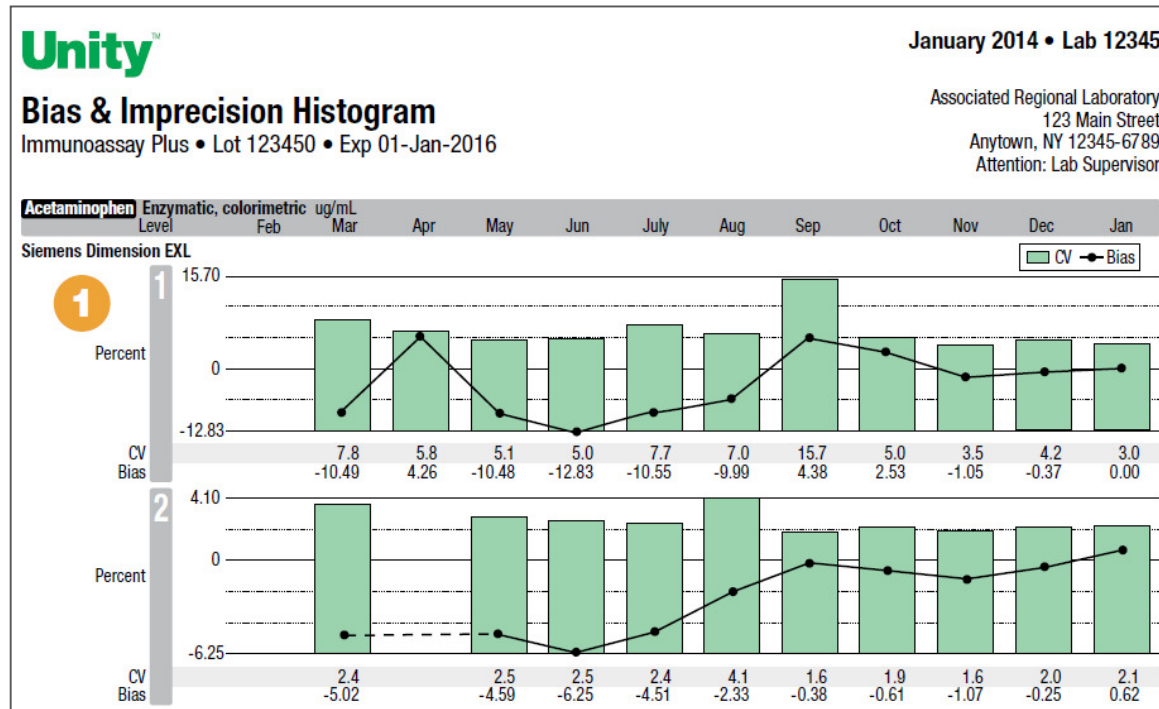 Unity™
January 2014 • Lab 12345
Bias & Imprecision Histogram
Immunoassay Plus • Lot 123450 • Exp 01-Jan-2016
Associated Regional Laboratory
123 Main Street
Anytown, NY 12345-6789
Attention: Lab Supervisor
Acetaminophen Enzymatic, colorimetric ug/mL
Level Feb Mar Apr May Jun July Aug Sep Oct Nov Dec Jan
Siemens Dimension EXL
CV Bias
1
1
15.70
Percent
0
-12.83
CV 7.8 5.8 5.1 5.0 7.7 7.0 15.7 5.0 3.5 4.2 3.0
Bias -10.49 4.26 -10.48 -12.83 -10.55 -9.99 4.38 2.53 -1.05 -0.37 0.00
2
4.10
0
Percent
-6.25
CV 2.4 2.5 2.5 2.4 4.1 1.6 1.9 1.6 2.0 2.1
Bias -5.02 -4.59 -6.25 -4.51 -2.33 -0.38 -0.61 -1.07 -0.25 0.62